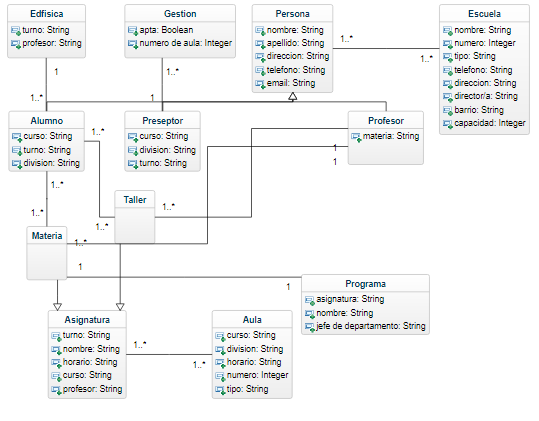 Edfisica
turno: String
profesor: String
Gestion
apta: Boolean
numero de aula: Integer
Persona
nombre: String
apellido: String
direccion: String
telefono: String
email: String
Escuela
nombre: String
numero: Integer
tipo: String
telefono: String
direccion: String
director/a: String
barrio: String
capacidad: Integer
1..*
1..*
1
1..*
1
Alumno
curso: String
turno: String
division: String
Preseptor
curso: String
division: String
turno: String
Profesor
materia: String
1..*
1
1
1..*
1..*
Taller
1..*
1..*
Materia
1..*
1
1
Programa
asignatura: String
nombre: String
jefe de departamento: String
Asignatura
turno: String
nombre: String
horario: String
curso: String
profesor: String
1..*
1..*
Aula
curso: String
division: String
horario: String
numero: Integer
tipo: String